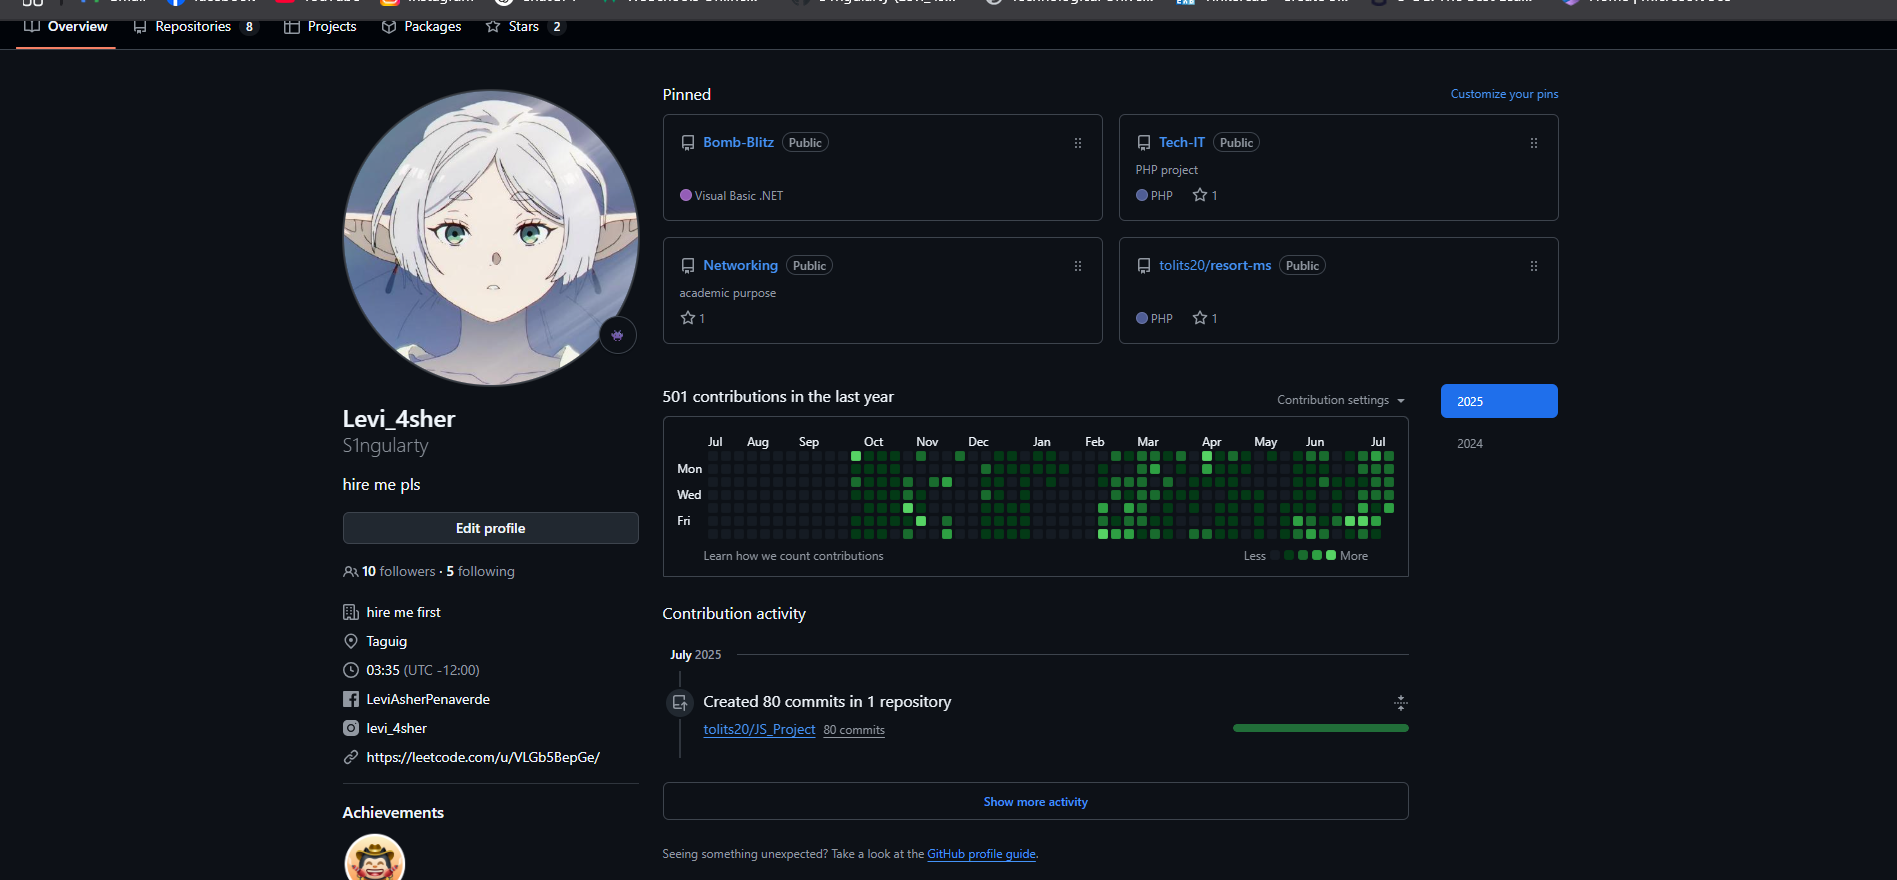 Overview
Repositories 8
Projects
Packages
Stars 2
Levi_4sher
S1ngularty
hire me pls
Edit profile
10 followers · 5 following
hire me first
Taguig
03:35 (UTC -12:00)
LeviAsherPenaverde
levi_4sher
https://leetcode.com/u/VLGb5BepGe/
Achievements
Pinned
Customize your pins
Bomb-Blitz Public
Visual Basic .NET
Tech-IT Public
PHP project
PHP 1
Networking Public
academic purpose
1
tolits20/resort-ms Public
PHP 1
501 contributions in the last year
Contribution settings
2025
2024
Jul Aug Sep Oct Nov Dec Jan Feb Mar Apr May Jun Jul
Mon
Wed
Fri
Learn how we count contributions
Less More
Contribution activity
July 2025
Created 80 commits in 1 repository
tolits20/JS_Project 80 commits
Show more activity
Seeing something unexpected? Take a look at the GitHub profile guide.